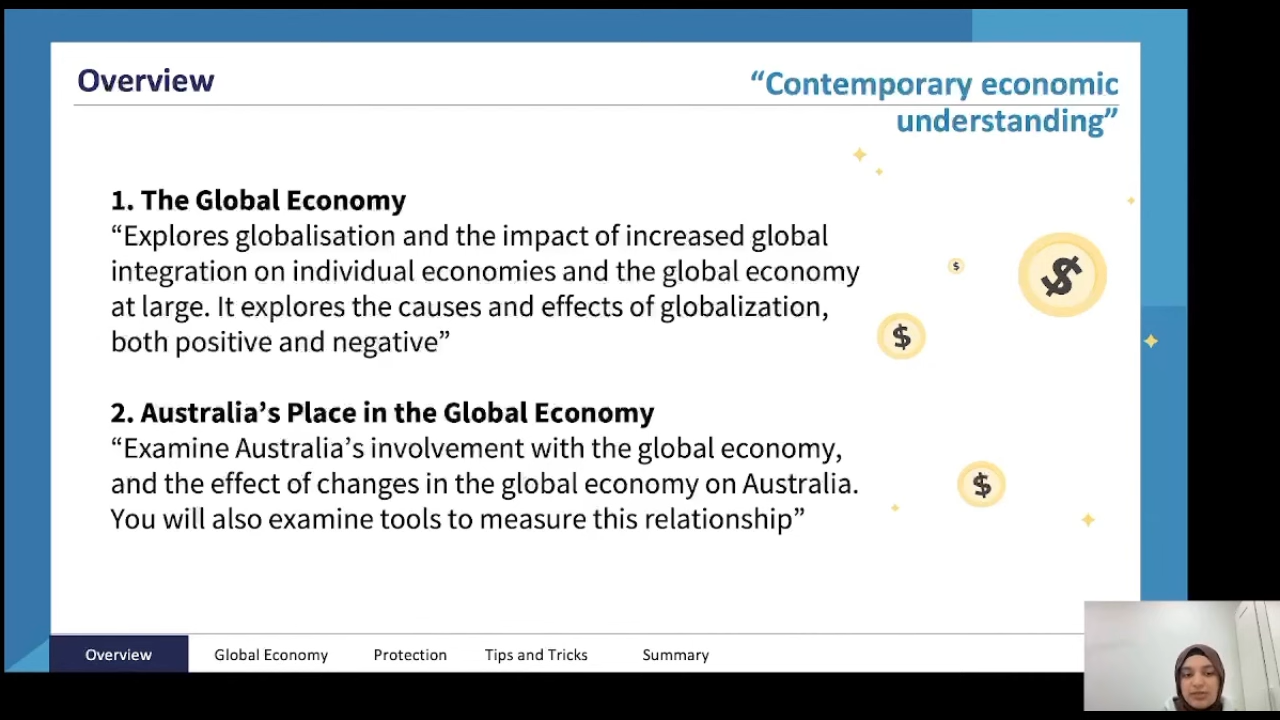 Overview
“Contemporary economic
understanding”
1. The Global Economy
“Explores globalisation and the impact of increased global
integration on individual economies and the global economy
at large. It explores the causes and effects of globalization,
both positive and negative”
2. Australia’s Place in the Global Economy
“Examine Australia’s involvement with the global economy,
and the effect of changes in the global economy on Australia.
You will also examine tools to measure this relationship”
$
$
$
$
Overview
Global Economy
Protection
Tips and Tricks
Summary